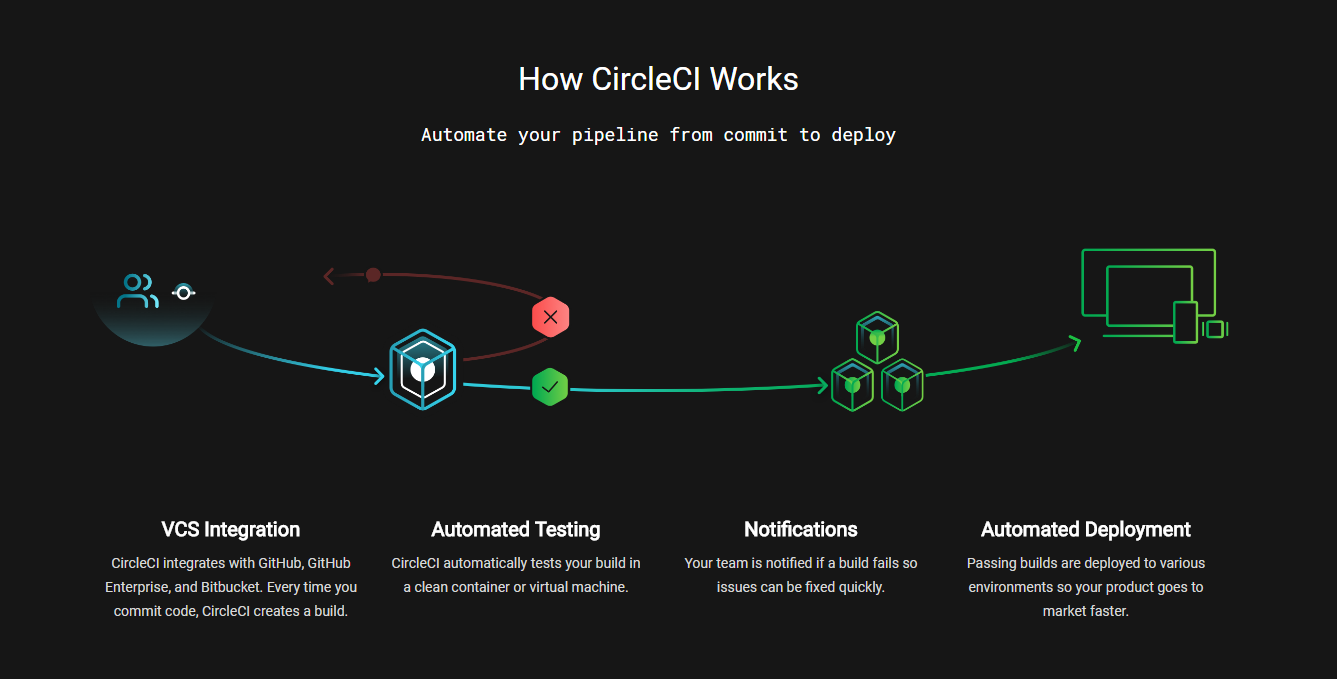 How CircleCI Works
Automate your pipeline from commit to deploy
VCS Integration
CircleCI integrates with GitHub, GitHub
Enterprise, and Bitbucket. Every time you
commit code, CircleCI creates a build.
Automated Testing
CircleCI automatically tests your build in
a clean container or virtual machine.
Notifications
Your team is notified if a build fails so
issues can be fixed quickly.
Automated Deployment
Passing builds are deployed to various
environments so your product goes to
market faster.